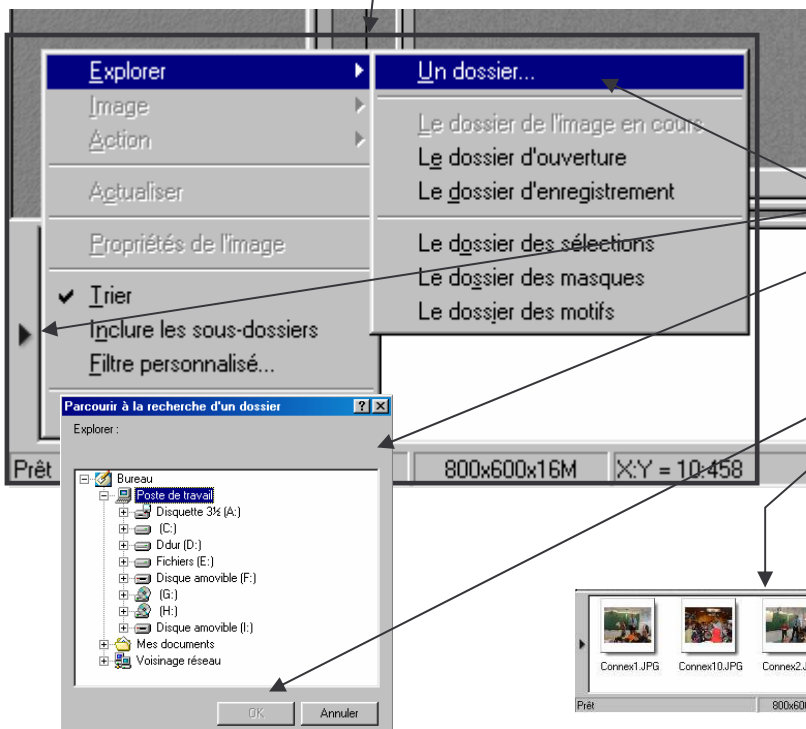 Explorer
Image
Action
Actualiser
Propriétés de l'image
Trier
Inclure les sous-dossiers
Filtre personnalisé...
Un dossier...
Le dossier de l'image en cours
Le dossier d'ouverture
Le dossier d'enregistrement
Le dossier des sélections
Le dossier des masques
Le dossier des motifs
Prêt
800x600x16M
X:Y = 10:458
Parcourir à la recherche d'un dossier
Explorer :
Bureau
Poste de travail
Disquette 3½ (A:)
(C:)
Ddur (D:)
Fichiers (E:)
Disque amovible (F:)
(G:)
(H:)
Disque amovible (I:)
Mes documents
Voisinage réseau
OK
Annuler
Connex1.JPG
Connex10.JPG
Connex2.J
Prêt
800x600